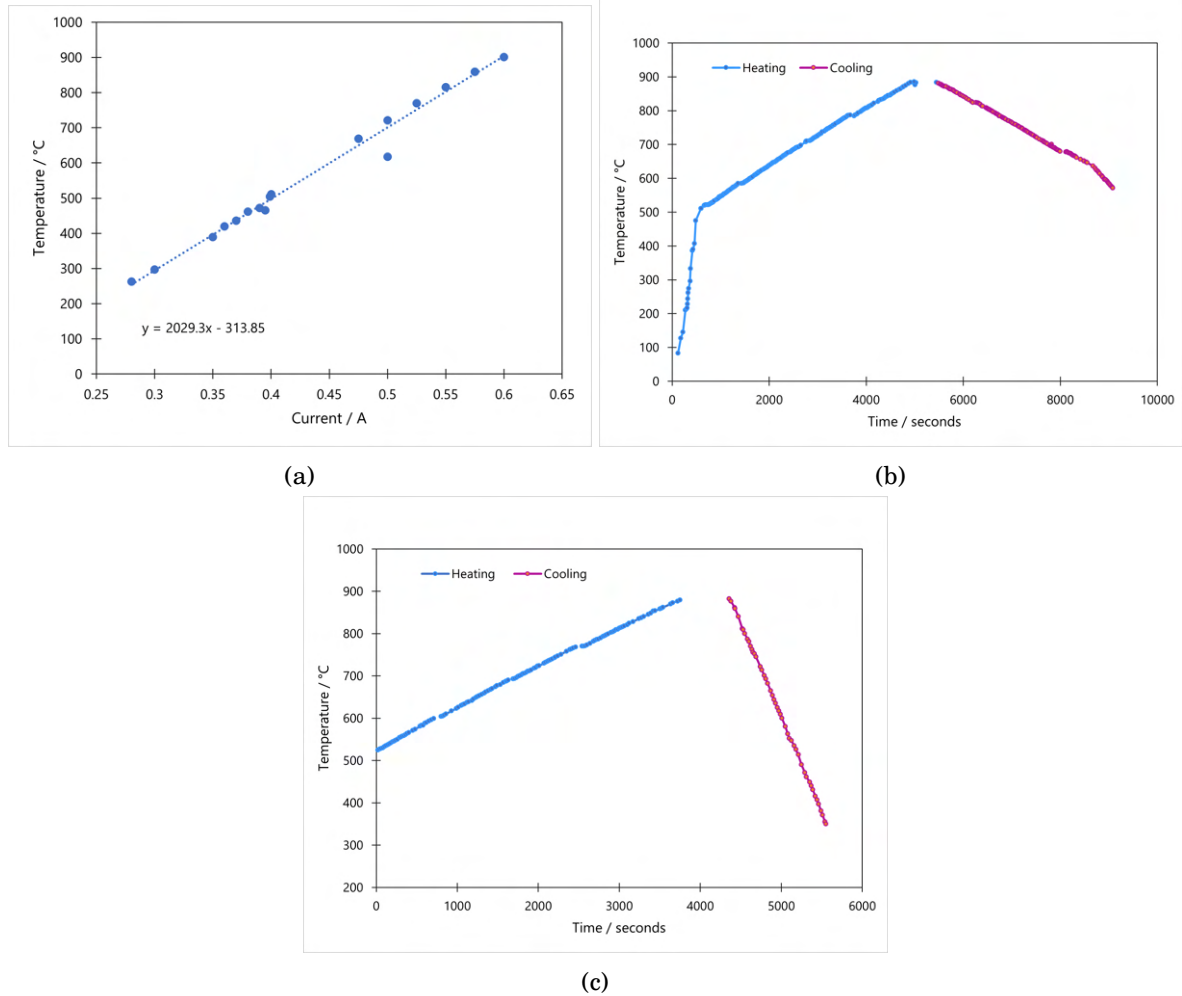 1000
900
800
700
600
500
400
300
200
100
0
Temperature / °C
0.25 0.3 0.35 0.4 0.45 0.5 0.55 0.6 0.65
Current / A
y = 2029.3x - 313.85
(a)
1000
900
800
700
600
500
400
300
200
100
0
Temperature / °C
Heating Cooling
0 2000 4000 6000 8000 10000
Time / seconds
(b)
1000
900
800
700
600
500
400
300
200
Temperature / °C
Heating Cooling
0 1000 2000 3000 4000 5000 6000
Time / seconds
(c)